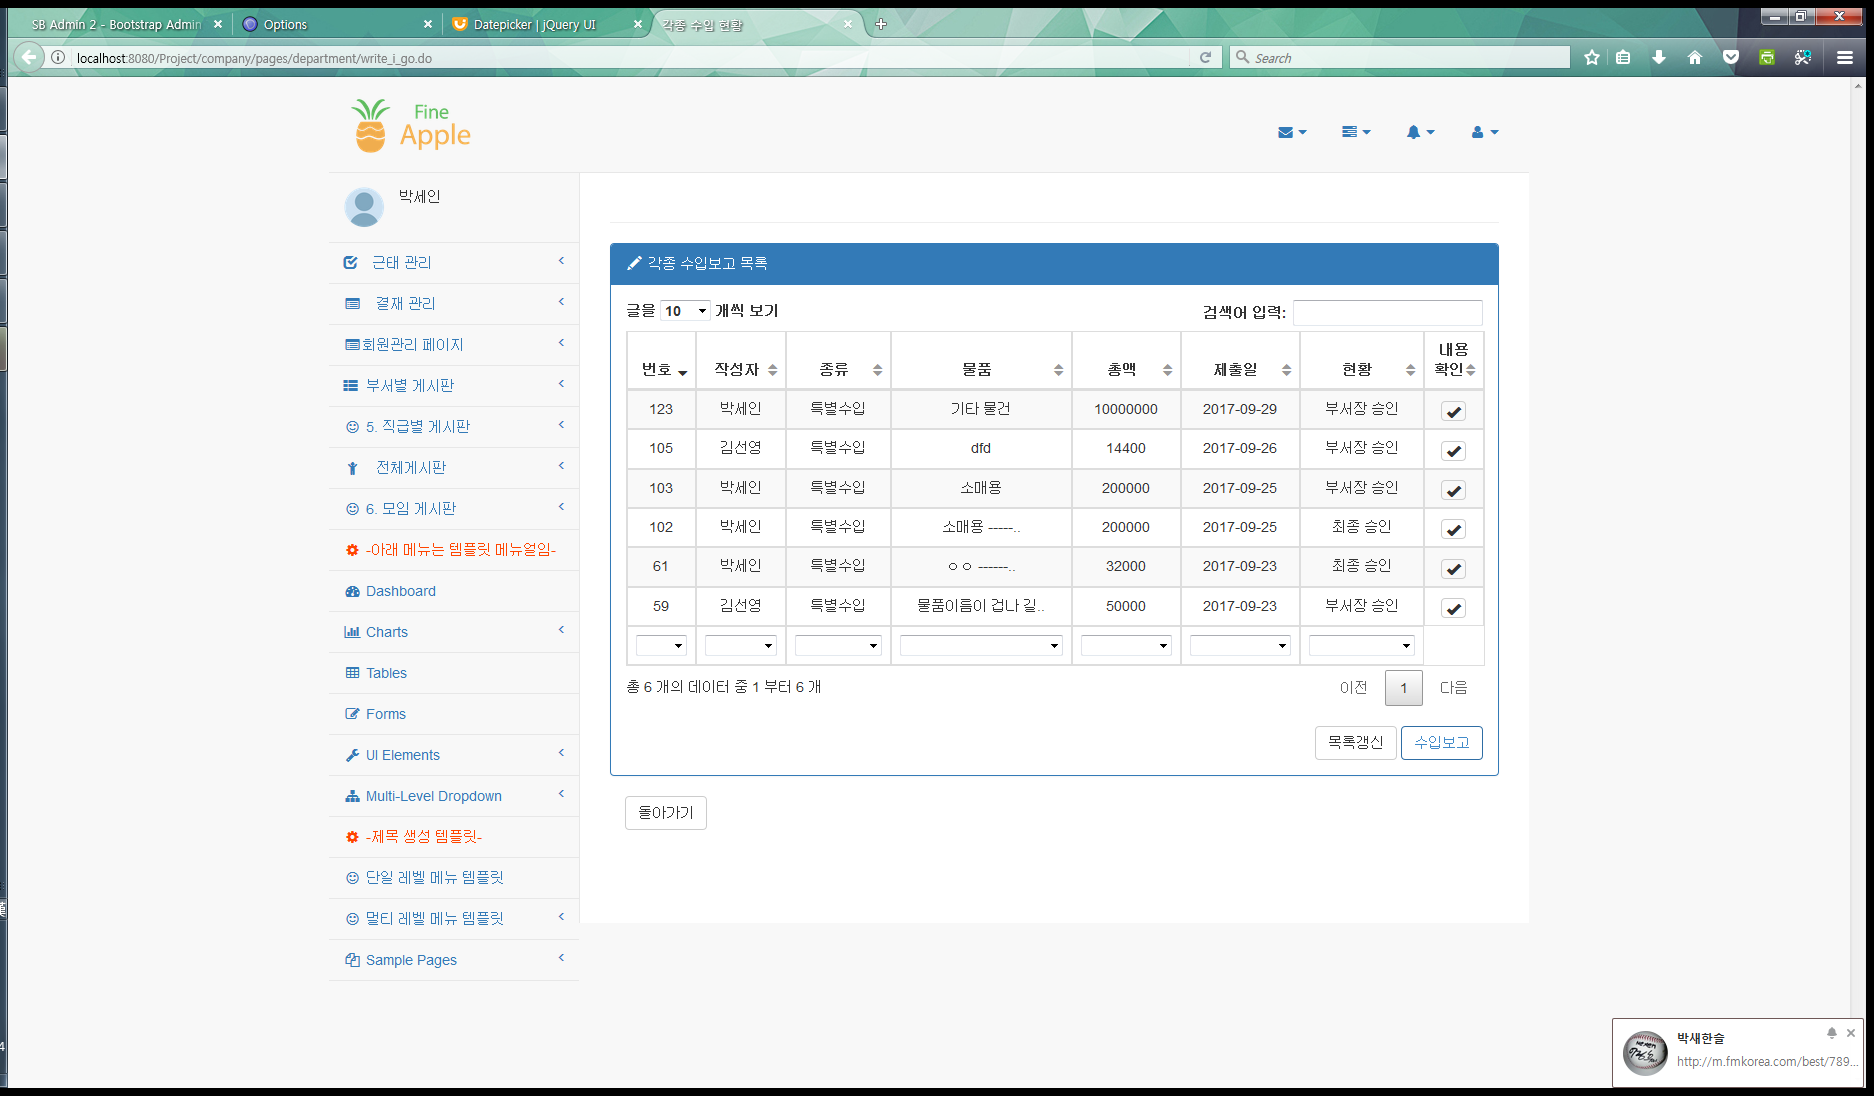 SB Admin 2 - Bootstrap Admin
Options
Datepicker | jQuery UI
각종 수입 현황
localhost:8080/Project/company/pages/department/write_i_go.do
Search
Fine
Apple
박세인
근태 관리
결재 관리
회원관리 페이지
부서별 게시판
5. 직급별 게시판
전체게시판
6. 모임 게시판
-아래 메뉴는 템플릿 메뉴얼임-
Dashboard
Charts
Tables
Forms
UI Elements
Multi-Level Dropdown
-제목 생성 템플릿-
단일 레벨 메뉴 템플릿
멀티 레벨 메뉴 템플릿
Sample Pages
각종 수입보고 목록
글을 10 개씩 보기
검색어 입력:
번호 작성자 종류 물품 총액 제출일 현황 내용 확인
123 박세인 특별수입 기타 물건 10000000 2017-09-29 부서장 승인
105 김선영 특별수입 dfd 14400 2017-09-26 부서장 승인
103 박세인 특별수입 소매용 200000 2017-09-25 부서장 승인
102 박세인 특별수입 소매용 -----.. 200000 2017-09-25 최종 승인
61 박세인 특별수입 ㅇㅇ ------.. 32000 2017-09-23 최종 승인
59 김선영 특별수입 물품이름이 겁나 길.. 50000 2017-09-23 부서장 승인
총 6 개의 데이터 중 1 부터 6 개
이전 1 다음
목록갱신 수입보고
돌아가기
박새한슬
http://m.fmkorea.com/best/789...